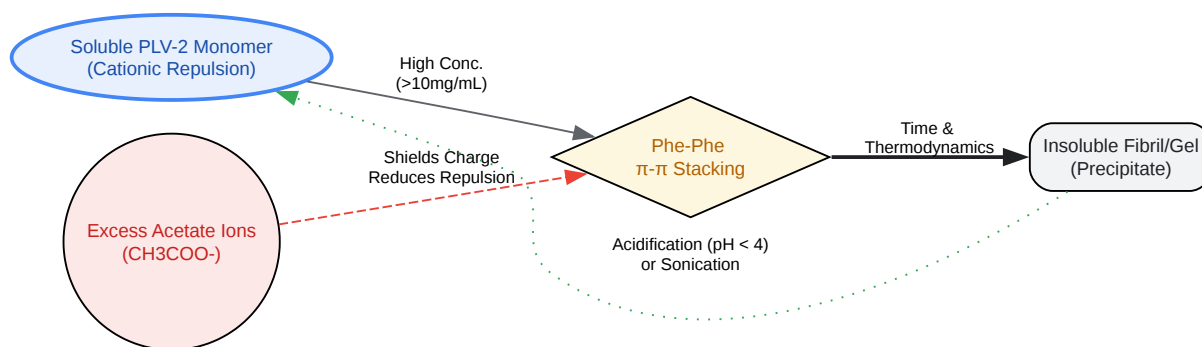 Soluble PLV-2 Monomer
(Cationic Repulsion)
High Conc.
(>10mg/mL)
Shields Charge
Reduces Repulsion
Excess Acetate Ions
(CH3COO-)
Phe-Phe
π-π Stacking
Time &
Thermodynamics
Insoluble Fibril/Gel
(Precipitate)
Acidification (pH < 4)
or Sonication